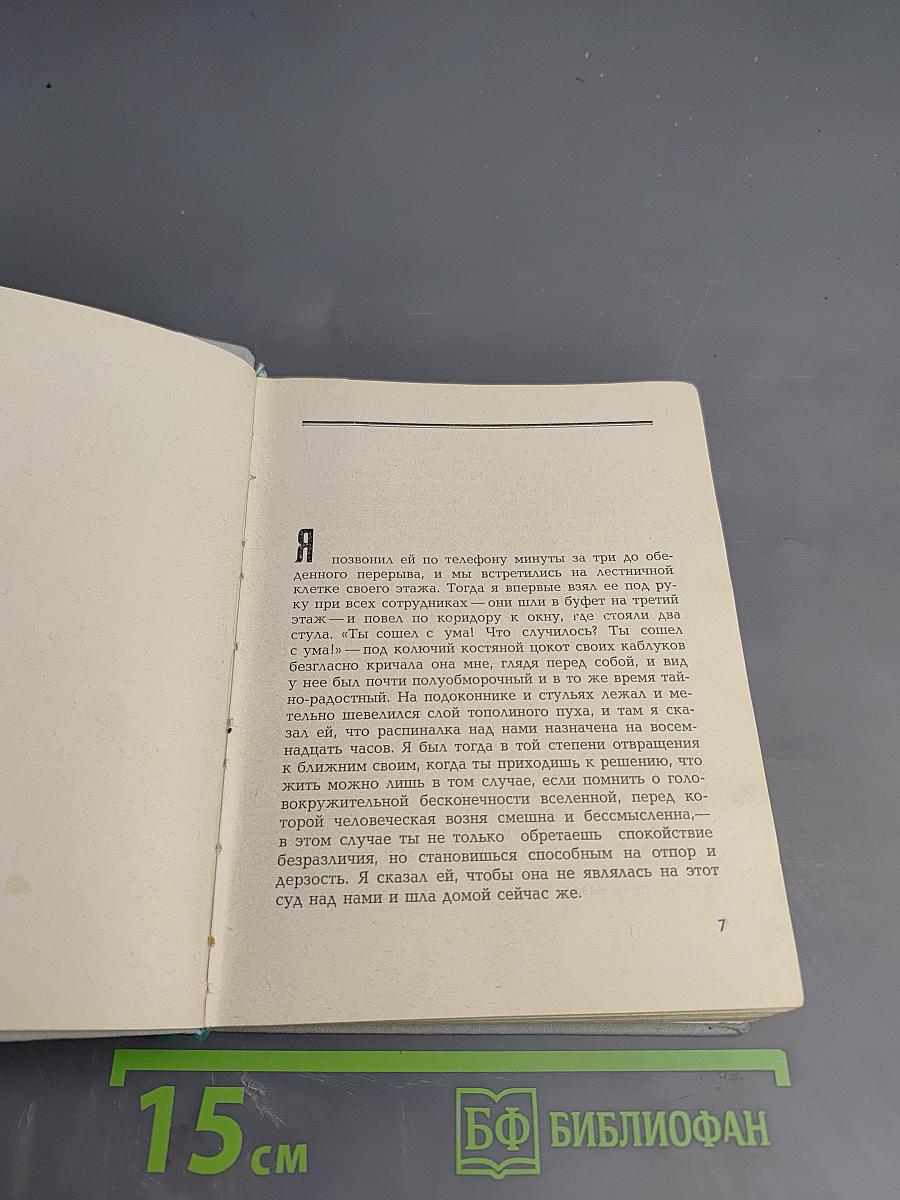 Я позвонил ей по телефону минуты за три до обе-
денного перерыва, и мы встретились на лестничной
клетке своего этажа. Тогда я впервые взял ее под ру-
ку при всех сотрудниках — они шли в буфет на третий
этаж — и повел по коридору к окну, где стояли два
стула. «Ты сошел с ума! Что случилось? Ты сошел
с ума!» — под колючий костяной цокот своих каблуков
безгласно кричала она мне, глядя перед собой, и вид
у нее был почти полуобморочный и в то же время тай-
но-радостный. На подоконнике и стульях лежал и ме-
тельно шевелился слой тополиного пуха, и там я ска-
зал ей, что распиналка над нами назначена на восем-
надцать часов. Я был тогда в той степени отвращения
к ближним своим, когда ты приходишь к решению, что
жить можно лишь в том случае, если помнить о голо-
вокружительной бесконечности вселенной, перед ко-
торой человеческая возня смешна и бессмысленна,—
в этом случае ты не только обретаешь спокойствие
безразличия, но становишься способным на отпор и
дерзость. Я сказал ей, чтобы она не являлась на этот
суд над нами и шла домой сейчас же.
7
15 см
БФ БИБЛИОФАН